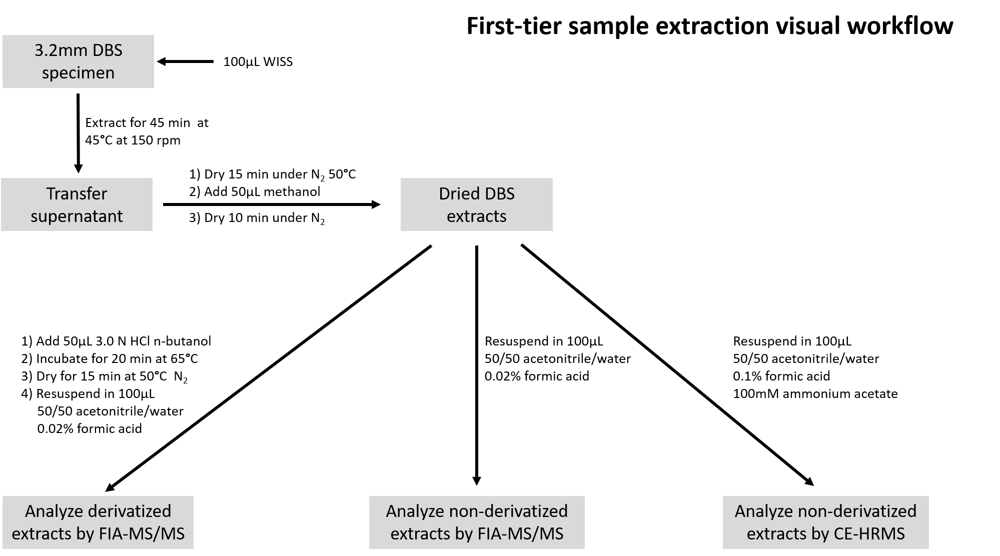 First-tier sample extraction visual workflow
3.2mm DBS
specimen
100µL WISS
Extract for 45 min  at
45°C at 150 rpm
Transfer
supernatant
1) Dry 15 min under N₂ 50°C
2) Add 50µL methanol
3) Dry 10 min under N₂
Dried DBS
extracts
1) Add 50µL 3.0 N HCl n-butanol
2) Incubate for 20 min at 65°C
3) Dry for 15 min at 50°C  N₂
4) Resuspend in 100µL
50/50 acetonitrile/water
0.02% formic acid
Resuspend in 100µL
50/50 acetonitrile/water
0.02% formic acid
Resuspend in 100µL
50/50 acetonitrile/water
0.1% formic acid
100mM ammonium acetate
Analyze derivatized
extracts by FIA-MS/MS
Analyze non-derivatized
extracts by FIA-MS/MS
Analyze non-derivatized
extracts by CE-HRMS